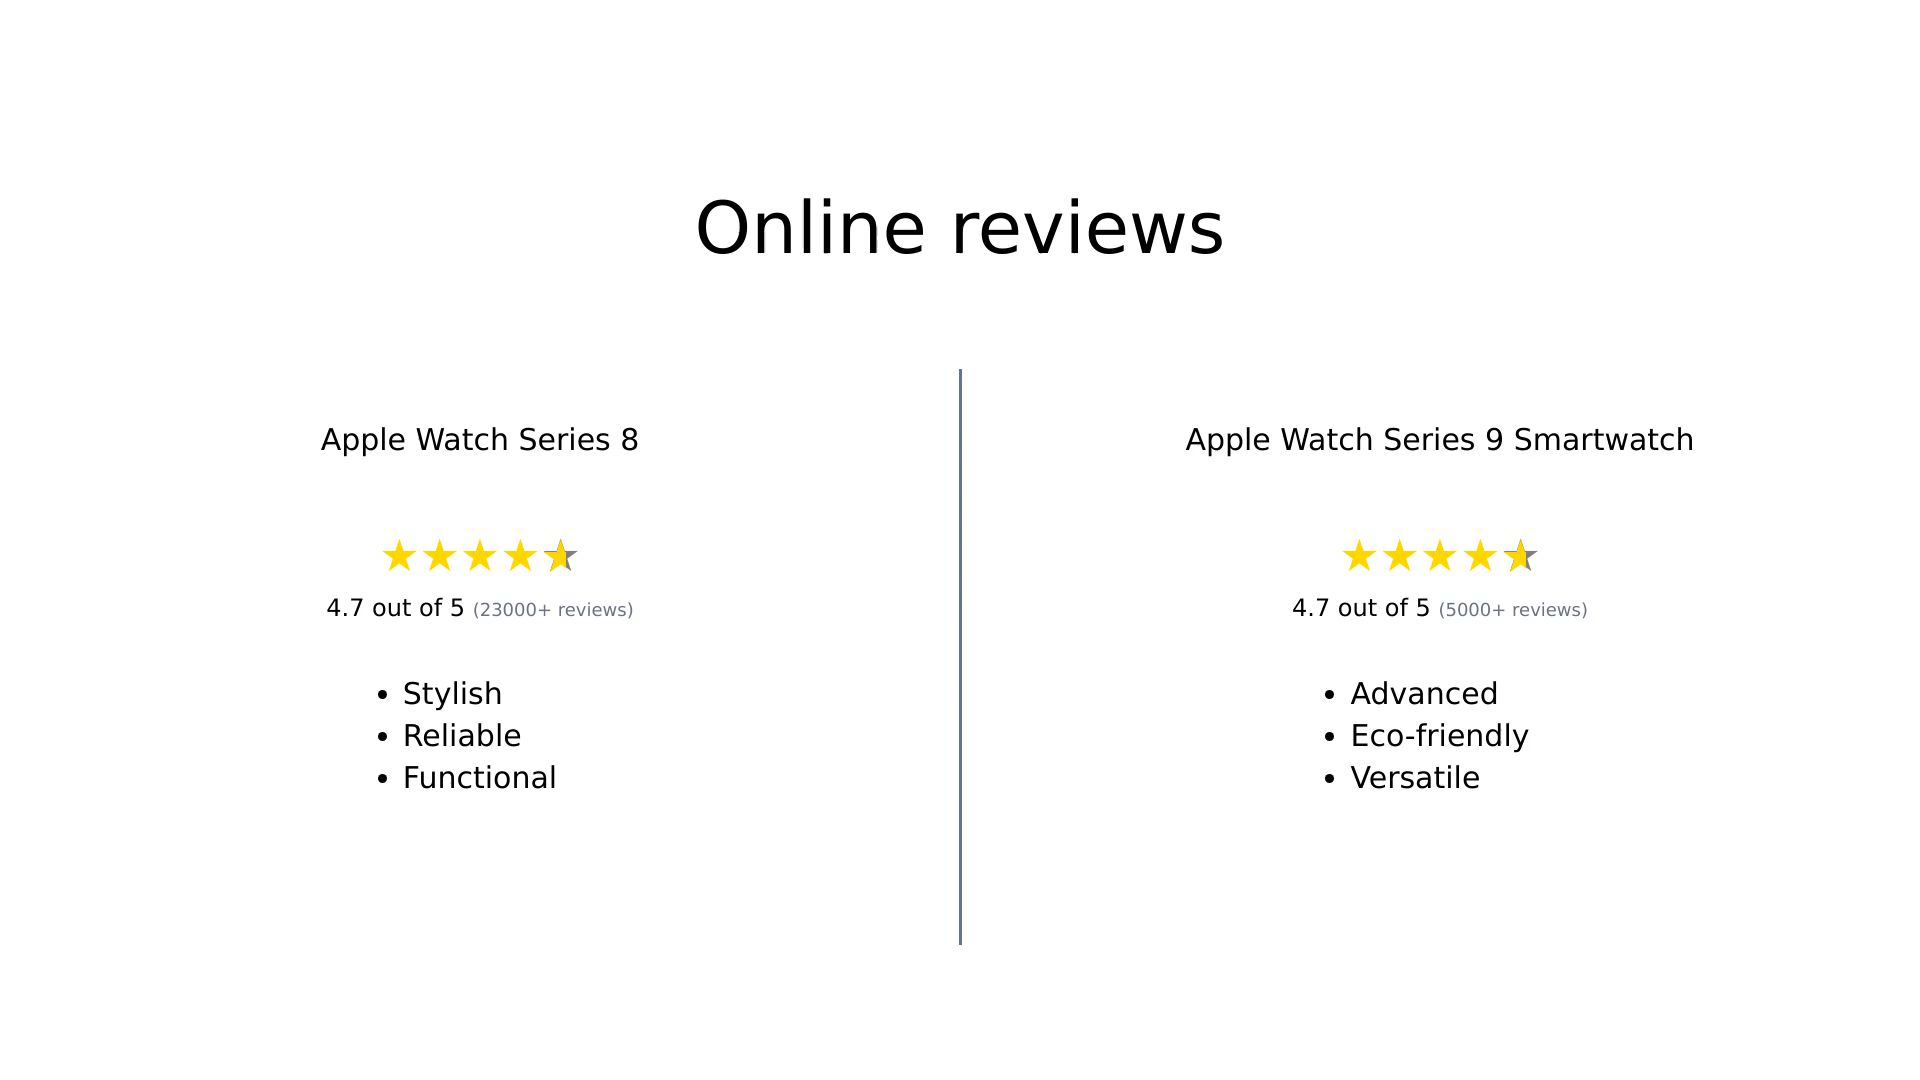 Online reviews
Apple Watch Series 8
4.7 out of 5 (23000+ reviews)
• Stylish
• Reliable
• Functional
Apple Watch Series 9 Smartwatch
4.7 out of 5 (5000+ reviews)
• Advanced
• Eco-friendly
• Versatile